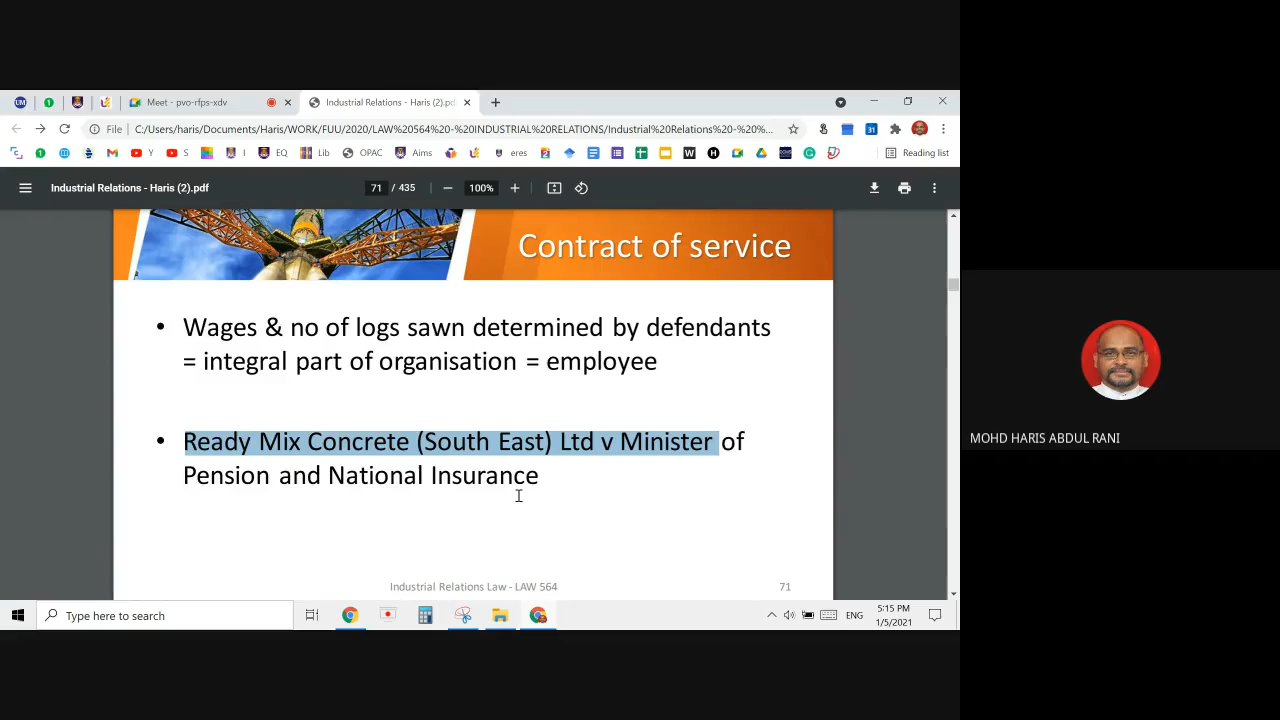 Meet - pvo-rfps-xdv
Industrial Relations - Haris (2).pd
File C:/Users/haris/Documents/Haris/WORK/FUU/2020/LAW%20564%20-%20INDUSTRIAL%20RELATIONS/Industrial%20Relations%20-%20%...
UM 1 Y S I EQ Lib OPAC Aims eres Reading list
Industrial Relations - Haris (2).pdf 71 / 435 100%
Contract of service
• Wages & no of logs sawn determined by defendants
= integral part of organisation = employee
• Ready Mix Concrete (South East) Ltd v Minister of
Pension and National Insurance
MOHD HARIS ABDUL RANI
Industrial Relations Law - LAW 564 71
Type here to search
ENG
5:15 PM
1/5/2021